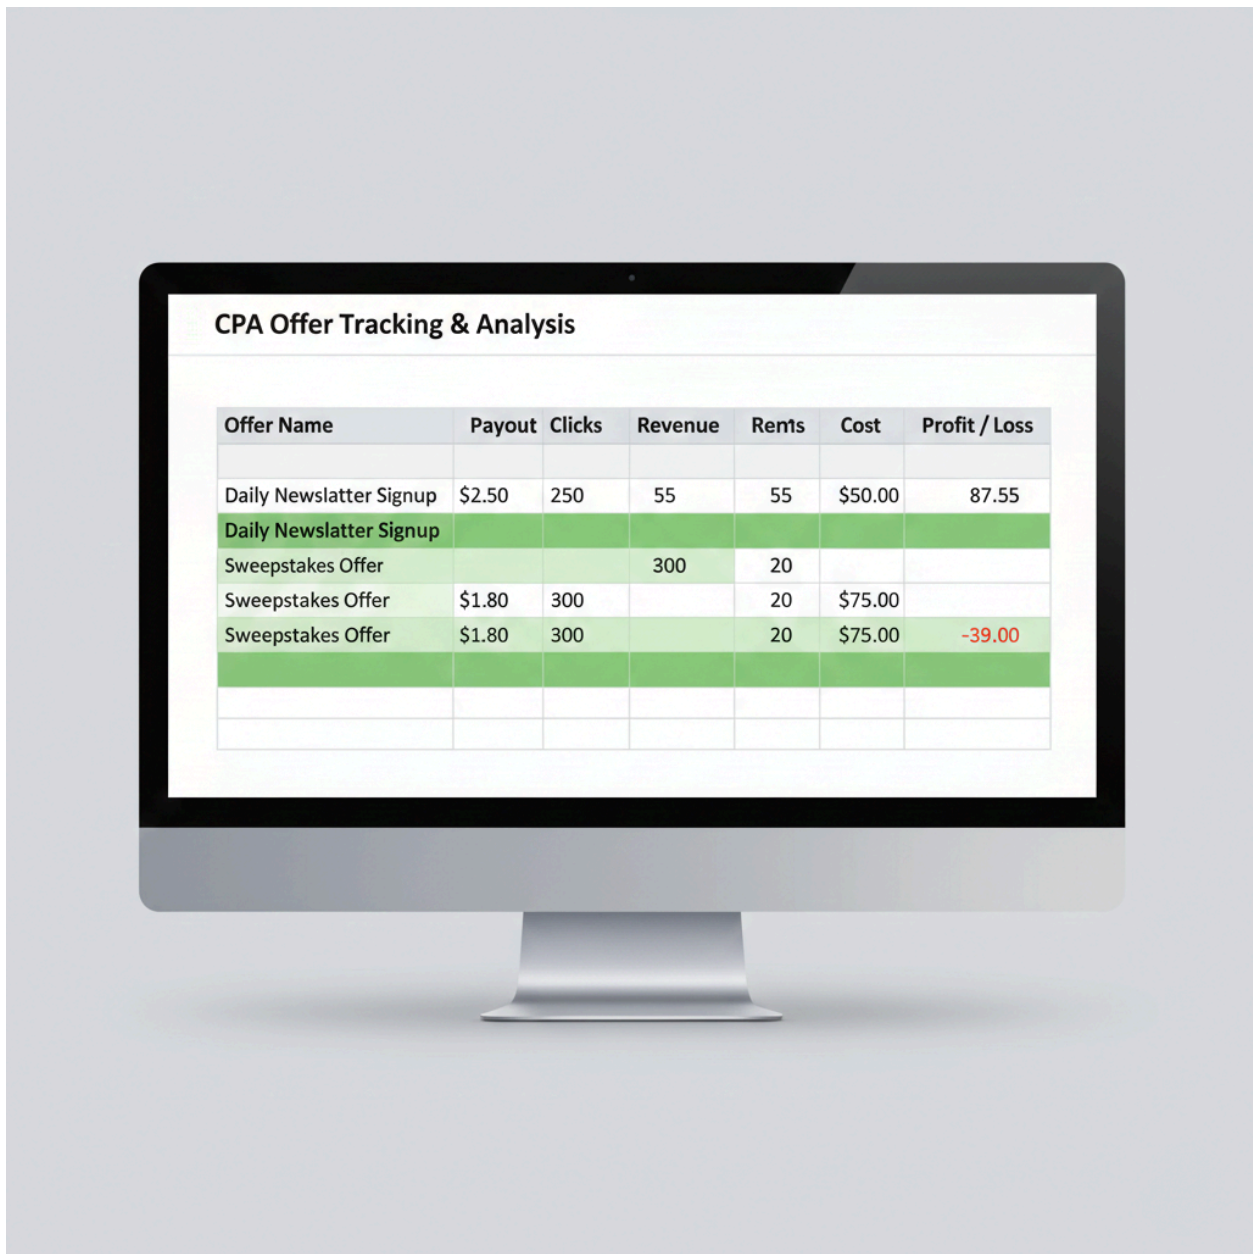 CPA Offer Tracking & Analysis
Offer Name Payout Clicks Revenue Rems Cost Profit / Loss
Daily Newslatter Signup $2.50 250 55 55 $50.00 87.55
Daily Newslatter Signup
Sweepstakes Offer 300 20
Sweepstakes Offer $1.80 300 20 $75.00
Sweepstakes Offer $1.80 300 20 $75.00 -39.00